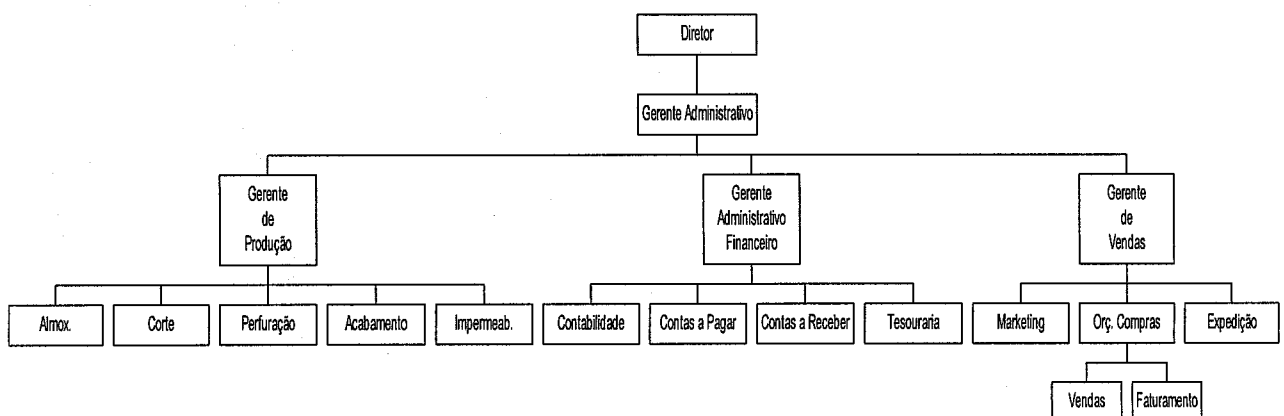 Diretor
Gerente Administrativo
Gerente
de
Produção
Gerente
Administrativo
Financeiro
Gerente
de
Vendas
Almox.
Corte
Perfuração
Acabamento
Impermeab.
Contabilidade
Contas a Pagar
Contas a Receber
Tesouraria
Marketing
Orç. Compras
Expedição
Vendas
Faturamento